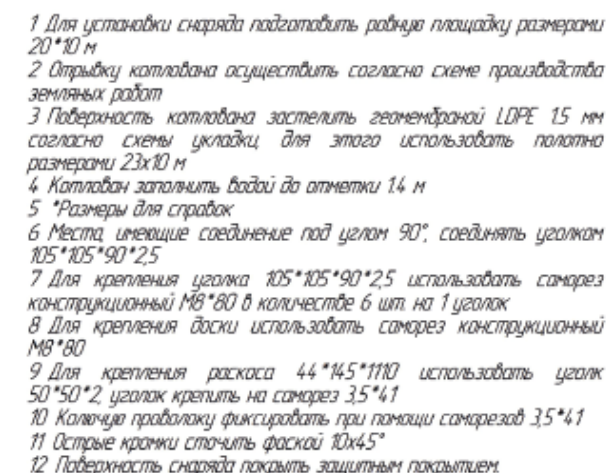 1 Для установки снаряда подготовить ровную площадку размерами
20*10 м
2 Отрывку котлована осуществить согласно схеме производства
земляных работ
3 Поверхность котлована застелить геомембраной LDPE 1.5 мм
согласно схемы укладки, для этого использовать полотно
размерами 23х10 м
4 Котлован заполнить водой до отметки 1.4 м
5 *Размеры для справок
6 Места, имеющие соединение под углом 90°, соединять уголком
105*105*90*2,5
7 Для крепления уголка 105*105*90*2,5 использовать саморез
конструкционный М8*80 в количестве 6 шт. на 1 уголок
8 Для крепления доски использовать саморез конструкционный
М8*80
9 Для крепления раскоса 44*145*1110 использовать уголк
50*50*2, уголок крепить на саморез 3,5*41
10 Колючую проволоку фиксировать при помощи саморезов 3,5*41
11 Острые кромки сточить фаской 10х45°
12 Поверхность снаряда покрыть защитным покрытием.